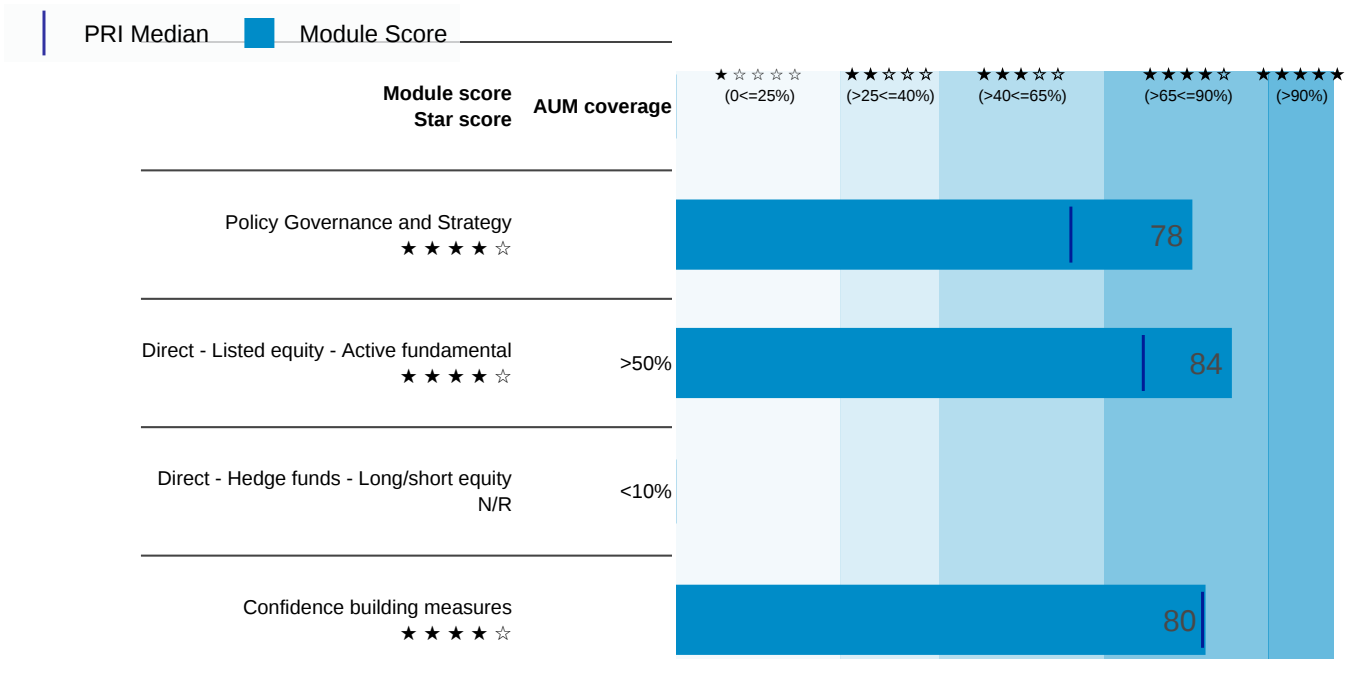 PRI Median
Module Score
Module score
Star score
AUM coverage
★☆☆☆☆
(0<=25%)
★★☆☆☆
(>25<=40%)
★★★☆☆
(>40<=65%)
★★★★☆
(>65<=90%)
★★★★★
(>90%)
Policy Governance and Strategy
★★★★☆
78
Direct - Listed equity - Active fundamental
★★★★☆
>50%
84
Direct - Hedge funds - Long/short equity
N/R
<10%
Confidence building measures
★★★★☆
80